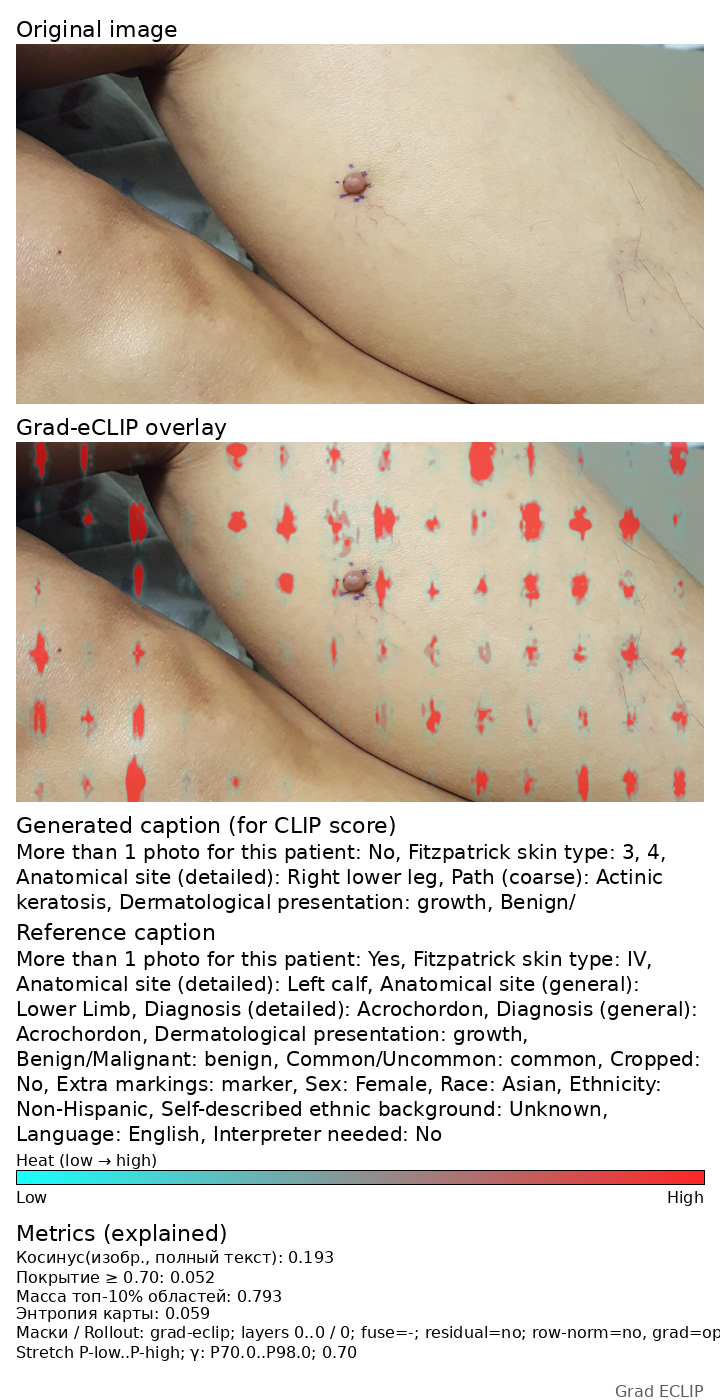 Original image
Grad-eCLIP overlay
Generated caption (for CLIP score)
More than 1 photo for this patient: No, Fitzpatrick skin type: 3, 4,
Anatomical site (detailed): Right lower leg, Path (coarse): Actinic
keratosis, Dermatological presentation: growth, Benign/
Reference caption
More than 1 photo for this patient: Yes, Fitzpatrick skin type: IV,
Anatomical site (detailed): Left calf, Anatomical site (general):
Lower Limb, Diagnosis (detailed): Acrochordon, Diagnosis (general):
Acrochordon, Dermatological presentation: growth,
Benign/Malignant: benign, Common/Uncommon: common, Cropped:
No, Extra markings: marker, Sex: Female, Race: Asian, Ethnicity:
Non-Hispanic, Self-described ethnic background: Unknown,
Language: English, Interpreter needed: No
Heat (low → high)
Low High
Metrics (explained)
Косинус(изобр., полный текст): 0.193
Покрытие ≥ 0.70: 0.052
Масса топ-10% областей: 0.793
Энтропия карты: 0.059
Маски / Rollout: grad-eclip; layers 0..0 / 0; fuse=-; residual=no; row-norm=no, grad=op
Stretch P-low..P-high; γ: P70.0..P98.0; 0.70
Grad ECLIP